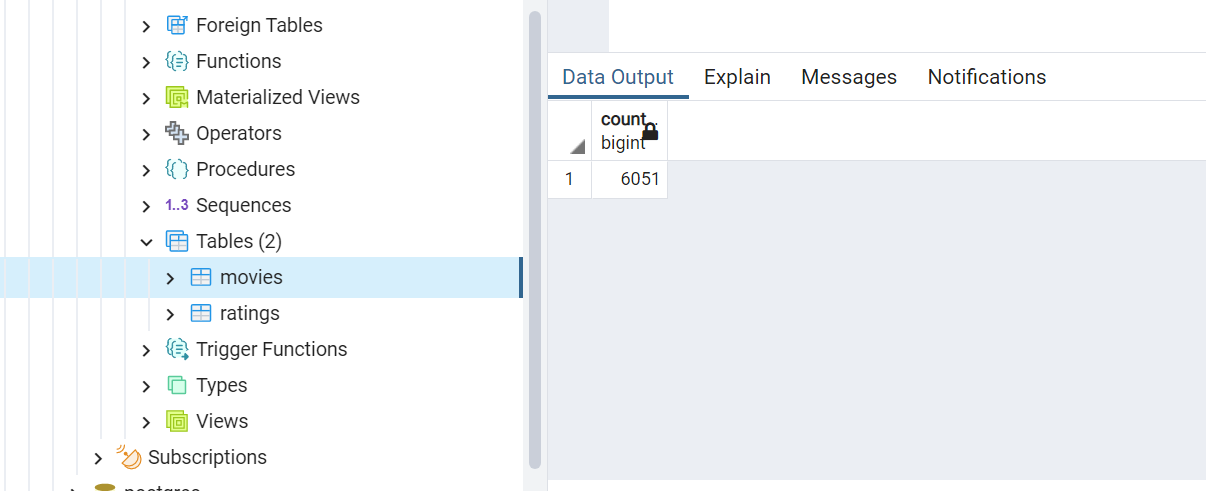 Foreign Tables
Functions
Materialized Views
Operators
Procedures
1..3 Sequences
Tables (2)
movies
ratings
Trigger Functions
Types
Views
Subscriptions
postgres
Data Output Explain Messages Notifications
count
bigint
1 6051